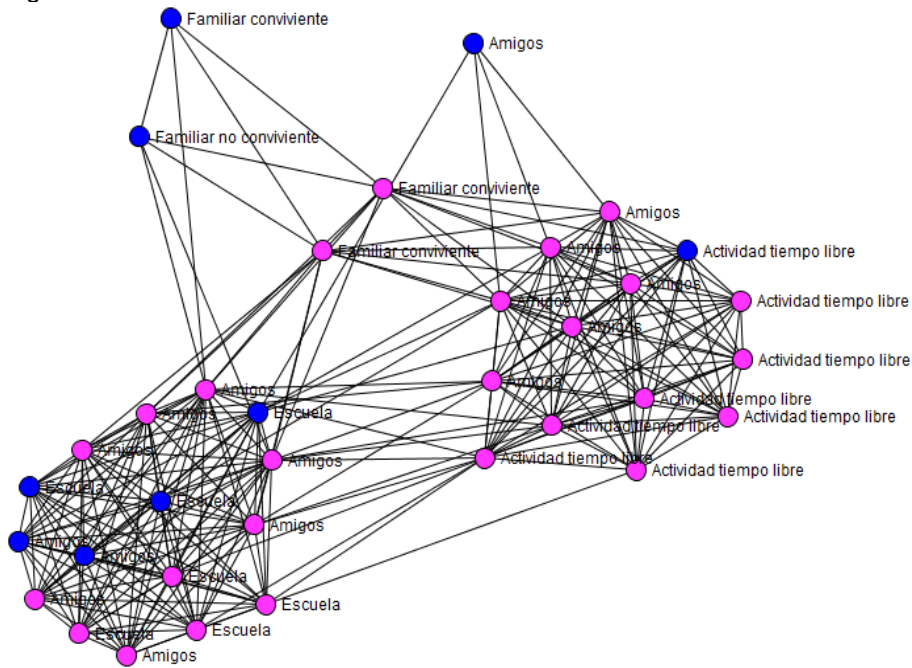 Familiar conviviente
Amigos
Familiar no conviviente
Familiar conviviente
Amigos
Familiar conviviente
Amigos
Actividad tiempo libre
Amigos
Amigos
Actividad tiempo libre
Amigos
Actividad tiempo libre
Amigos
Amigos
Actividad tiempo libre
Amigos
Escuela
Actividad tiempo libre
Actividad tiempo libre
Amigos
Amigos
Actividad tiempo libre
Actividad tiempo libre
Escuela
Escuela
Amigos
Amigos
Amigos
Escuela
Amigos
Escuela
Escuela
Escuela
Amigos